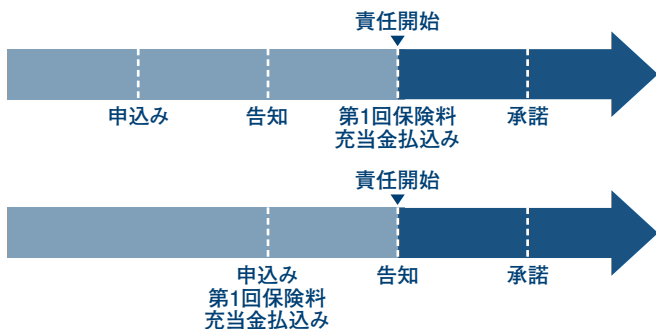 責任開始
申込み
告知
第1回保険料
充当金払込み
承諾
責任開始
申込み
第1回保険料
充当金払込み
告知
承諾